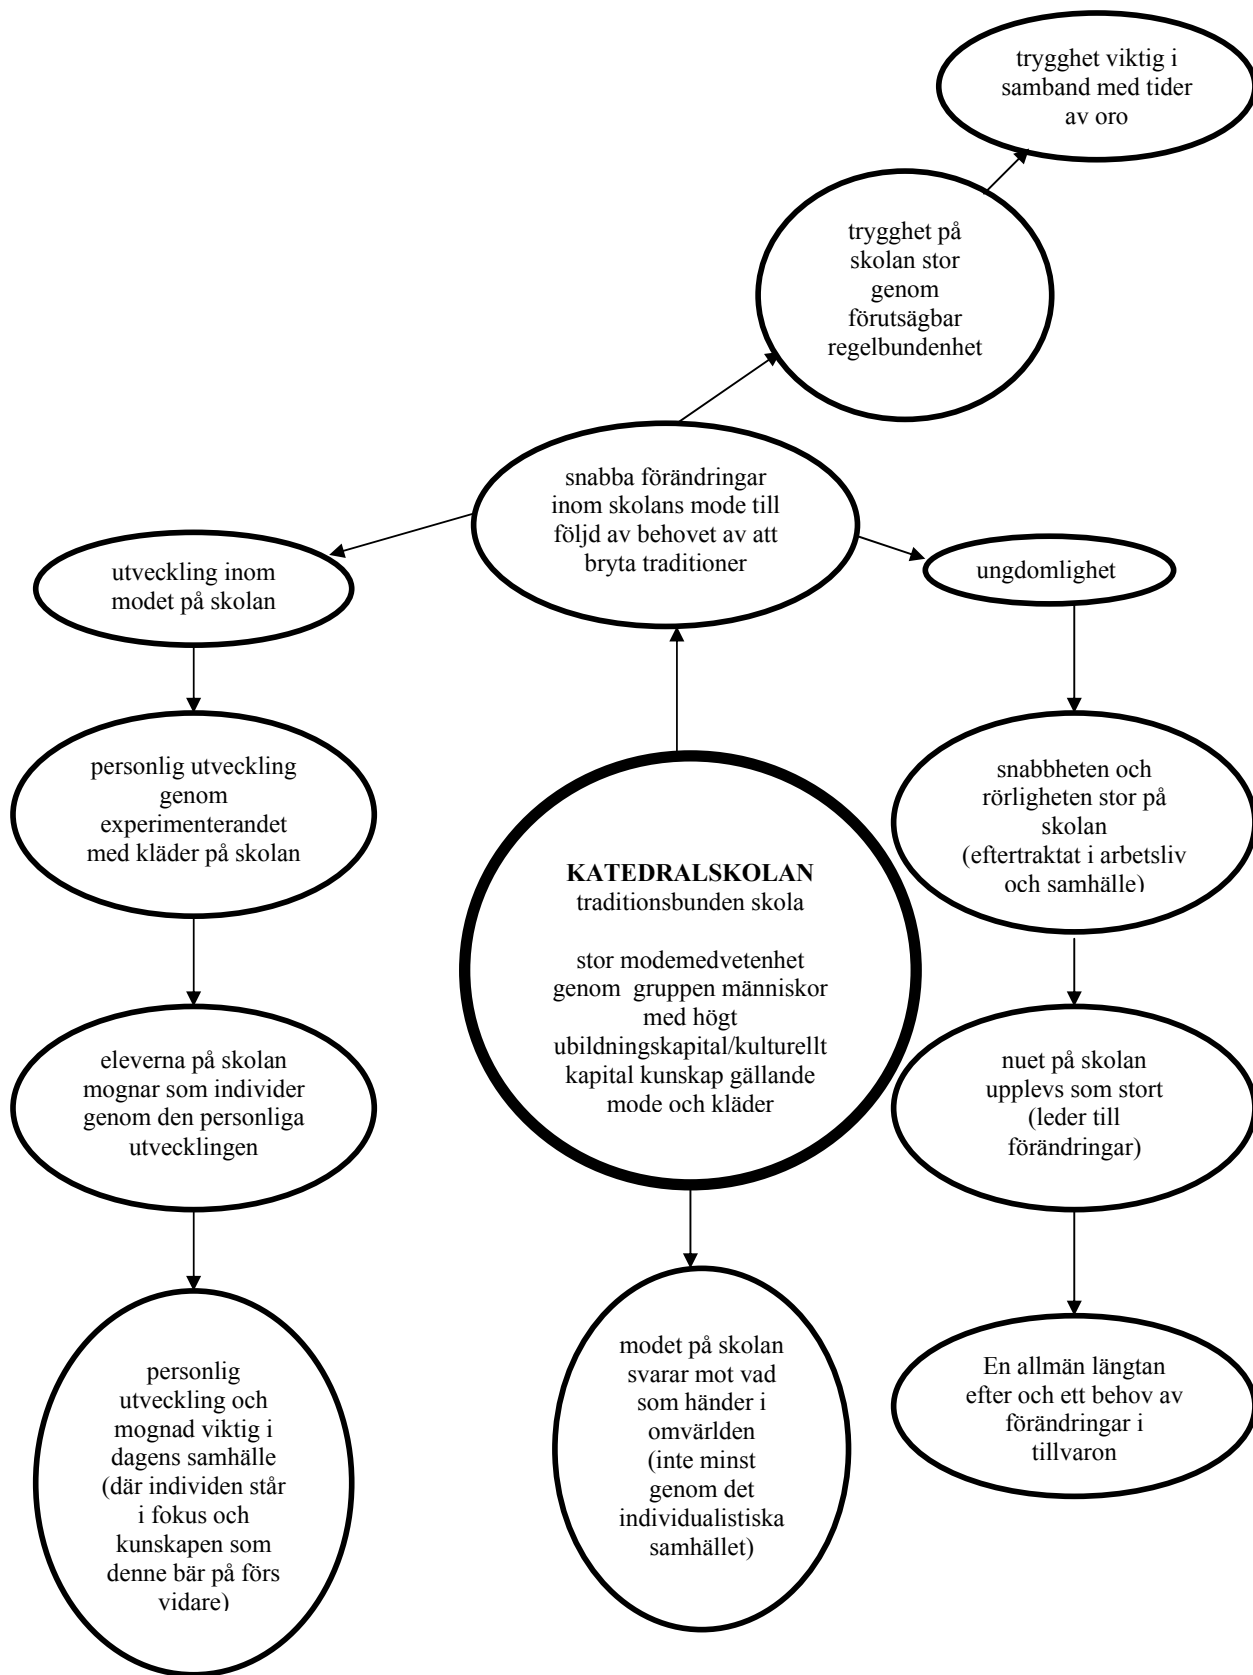 trygghet viktig i
samband med tider
av oro
trygghet på
skolan stor
genom
förutsägbar
regelbundenhet
snabba förändringar
inom skolans mode till
följd av behovet av att
bryta traditioner
utveckling inom
modet på skolan
ungdomlighet
personlig utveckling
genom
experimenterandet
med kläder på skolan
snabbheten och
rörligheten stor på
skolan
(eftertraktat i arbetsliv
och samhälle)
KATEDRALSKOLAN
traditionsbunden skola
stor modemedvetenhet
genom gruppen människor
med högt
ubildningskapital/kulturellt
kapital kunskap gällande
mode och kläder
eleverna på skolan
mognar som individer
genom den personliga
utvecklingen
nuet på skolan
upplevs som stort
(leder till
förändringar)
personlig
utveckling och
mognad viktig i
dagens samhälle
(där individen står
i fokus och
kunskapen som
denne bär på förs
vidare)
modet på skolan
svarar mot vad
som händer i
omvärlden
(inte minst
genom det
individualistiska
samhället)
En allmän längtan
efter och ett behov av
förändringar i
tillvaron